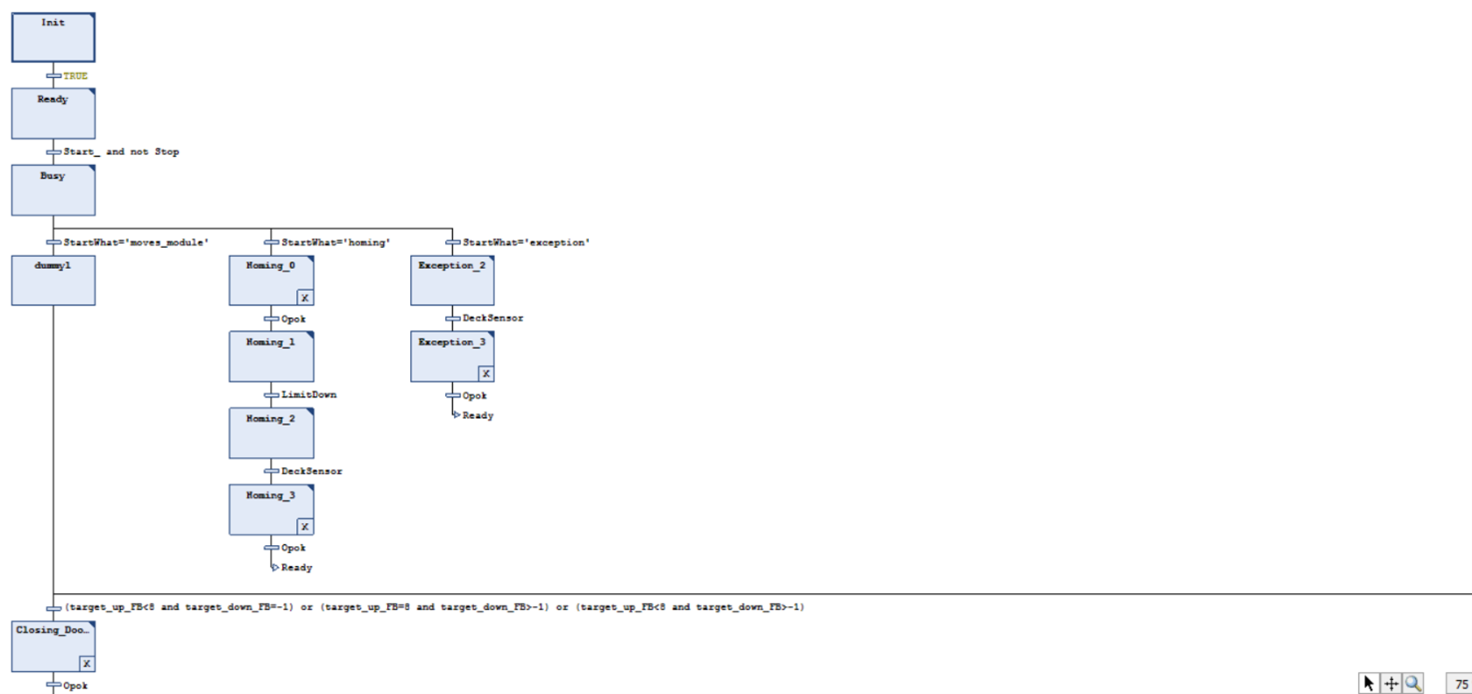 Init
TRUE
Ready
Start_ and not Stop
Busy
StartWhat='moves_module' StartWhat='homing' StartWhat='exception'
dummy1 Homing_0 Exception_2
X
Opok DeckSensor
Homing_1 Exception_3
X
LimitDown Opok
Ready
Homing_2
DeckSensor
Homing_3
X
Opok
Ready
(target_up_FB<8 and target_down_FB=-1) or (target_up_FB=8 and target_down_FB>-1) or (target_up_FB<8 and target_down_FB>-1)
Closing_Doo...
X
Opok
75